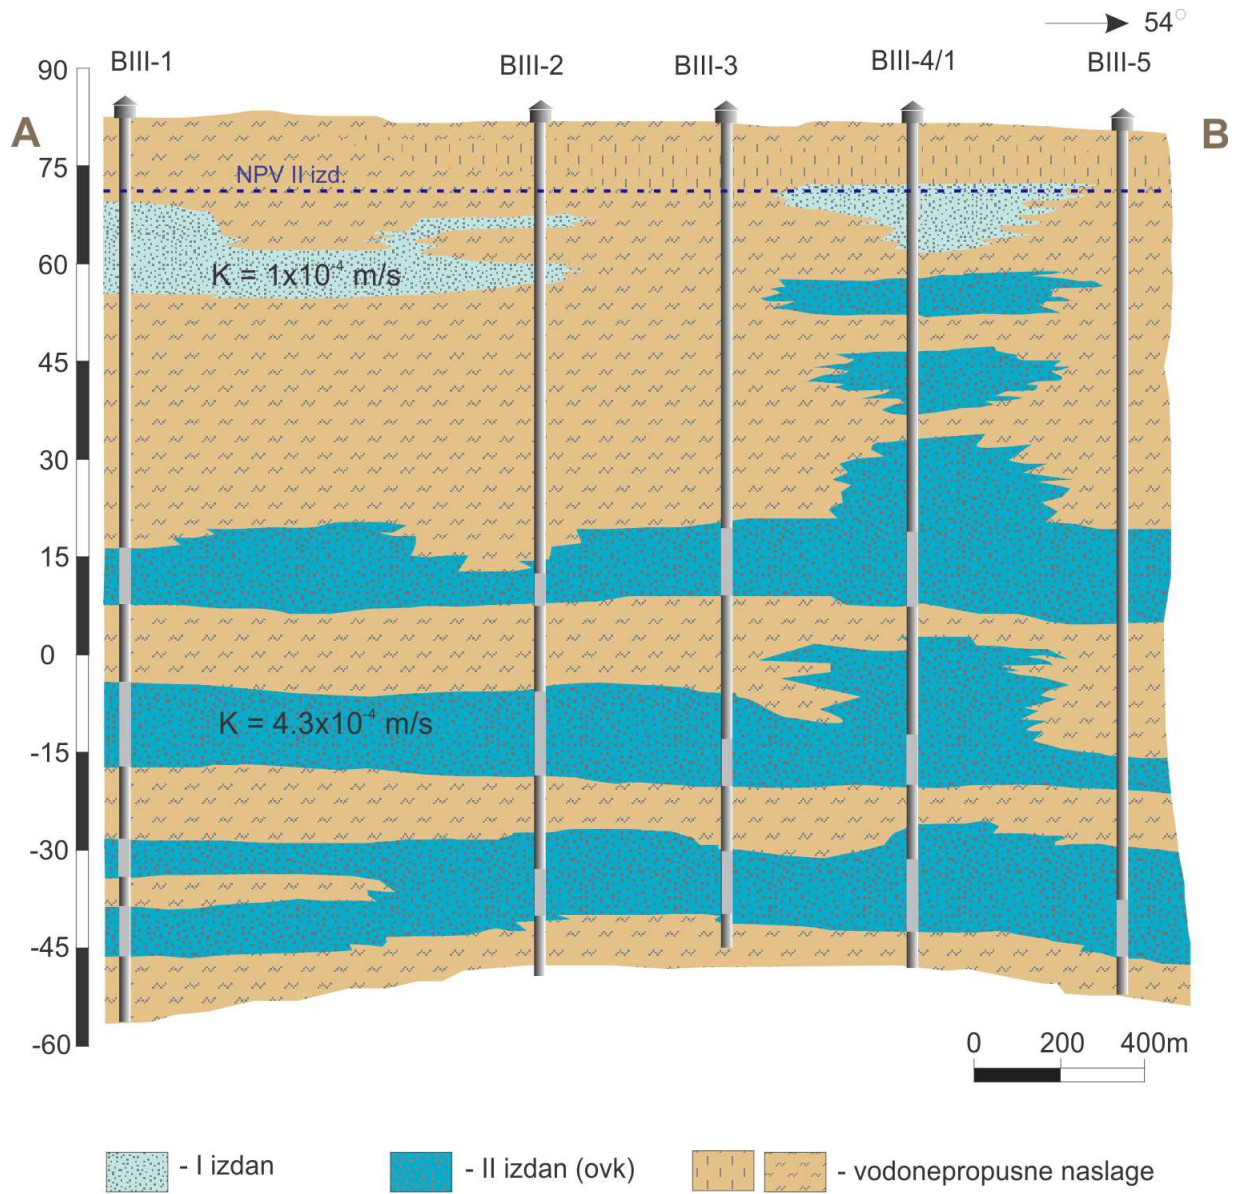 54°
BIII-1
BIII-2
BIII-3
BIII-4/1
BIII-5
90
A
B
75
NPV II izd.
60
K = 1x10⁻⁴ m/s
45
30
15
0
K = 4.3x10⁻⁴ m/s
-15
-30
-45
-60
0 200 400m
- I izdan
- II izdan (ovk)
- vodonepropusne naslage